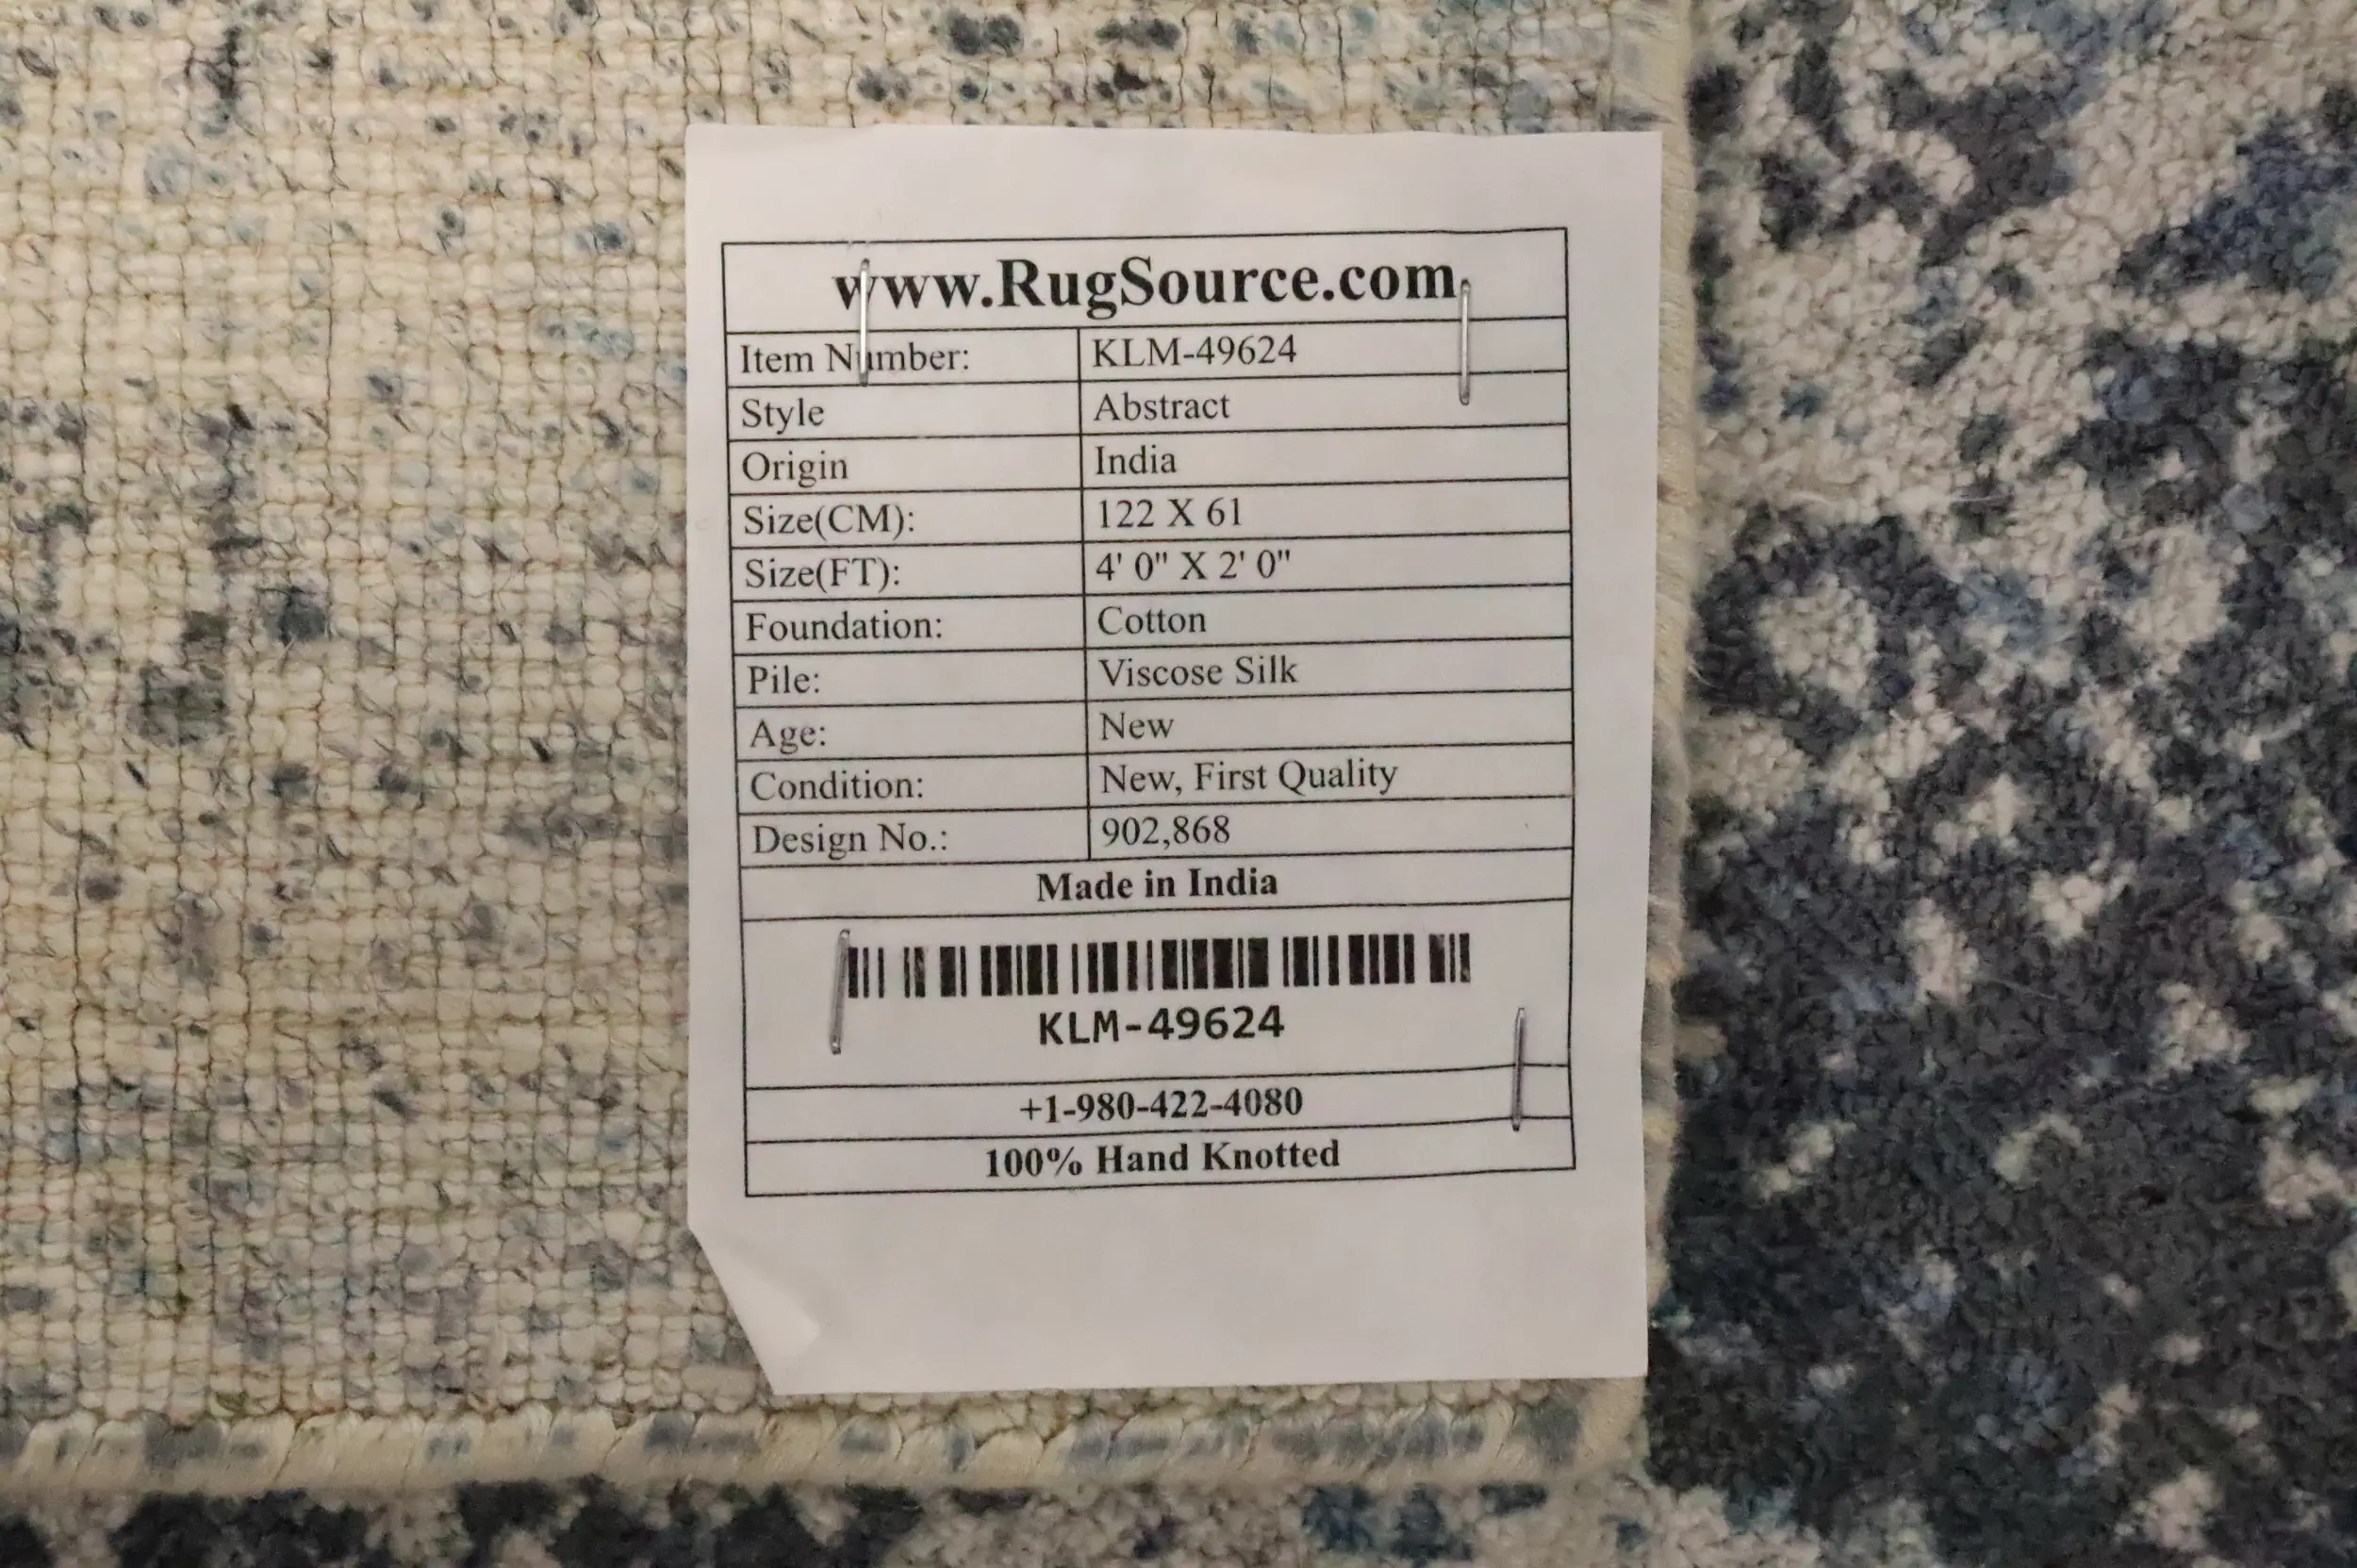 www.RugSource.com
Item Number: KLM-49624
Style Abstract
Origin India
Size(CM): 122 X 61
Size(FT): 4' 0" X 2' 0"
Foundation: Cotton
Pile: Viscose Silk
Age: New
Condition: New, First Quality
Design No.: 902,868
Made in India
KLM-49624
+1-980-422-4080
100% Hand Knotted